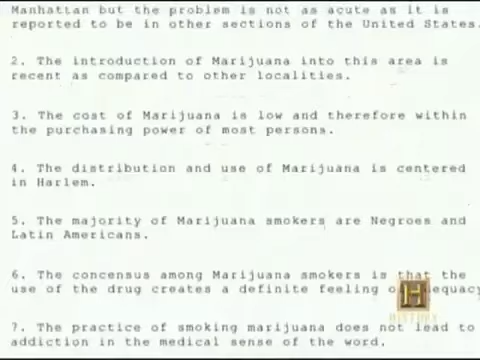 Manhattan but the problem is not as acute as it is
reported to be in other sections of the United States.
2. The introduction of Marijuana into this area is
recent as compared to other localities.
3. The cost of Marijuana is low and therefore within
the purchasing power of most persons.
4. The distribution and use of Marijuana is centered
in Harlem.
5. The majority of Marijuana smokers are Negroes and
Latin Americans.
6. The concensus among Marijuana smokers is that the
use of the drug creates a definite feeling of adequacy
7. The practice of smoking marijuana does not lead to
addiction in the medical sense of the word.
H
HISTORY